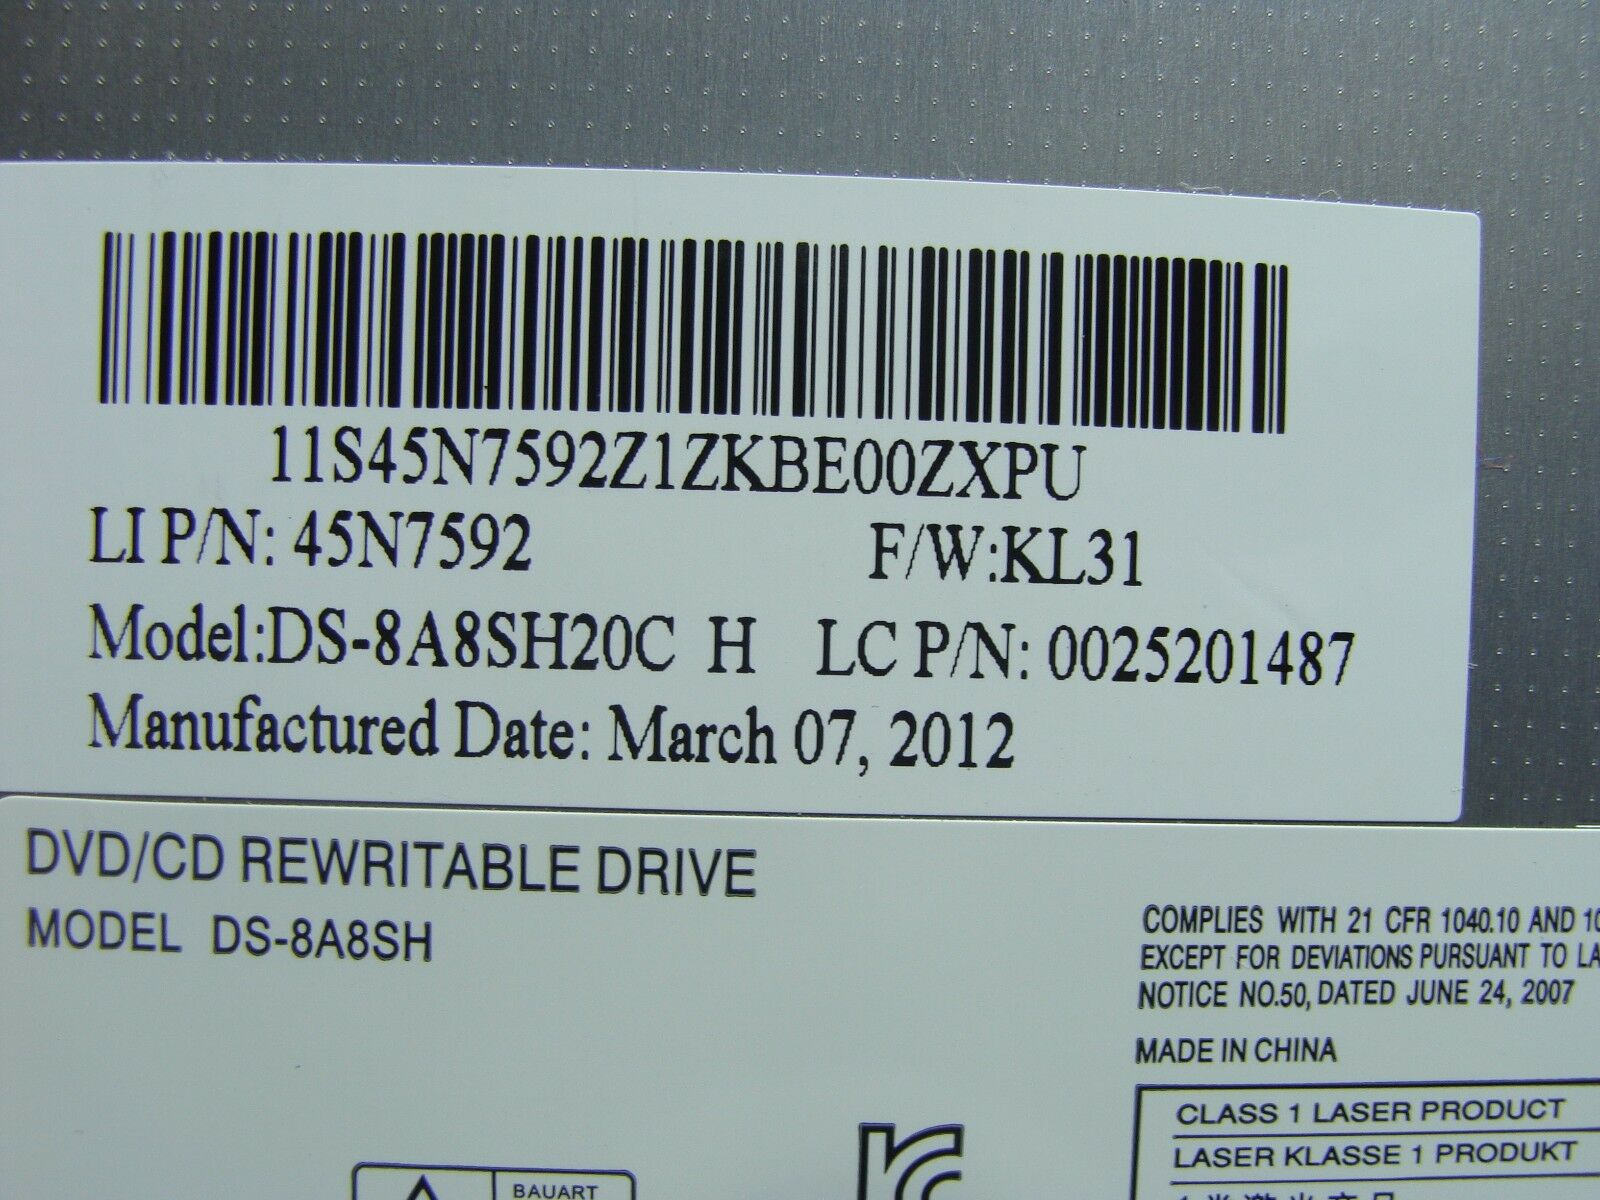 11S45N7592Z1ZKBE00ZXPU
LI P/N: 45N7592 F/W:KL31
Model:DS-8A8SH20C H LC P/N: 0025201487
Manufactured Date: March 07, 2012
DVD/CD REWRITABLE DRIVE
MODEL DS-8A8SH
COMPLIES WITH 21 CFR 1040.10 AND
EXCEPT FOR DEVIATIONS PURSUANT TO
NOTICE NO.50, DATED JUNE 24, 2007
MADE IN CHINA
CLASS 1 LASER PRODUCT
LASER KLASSE 1 PRODUKT
BAUART